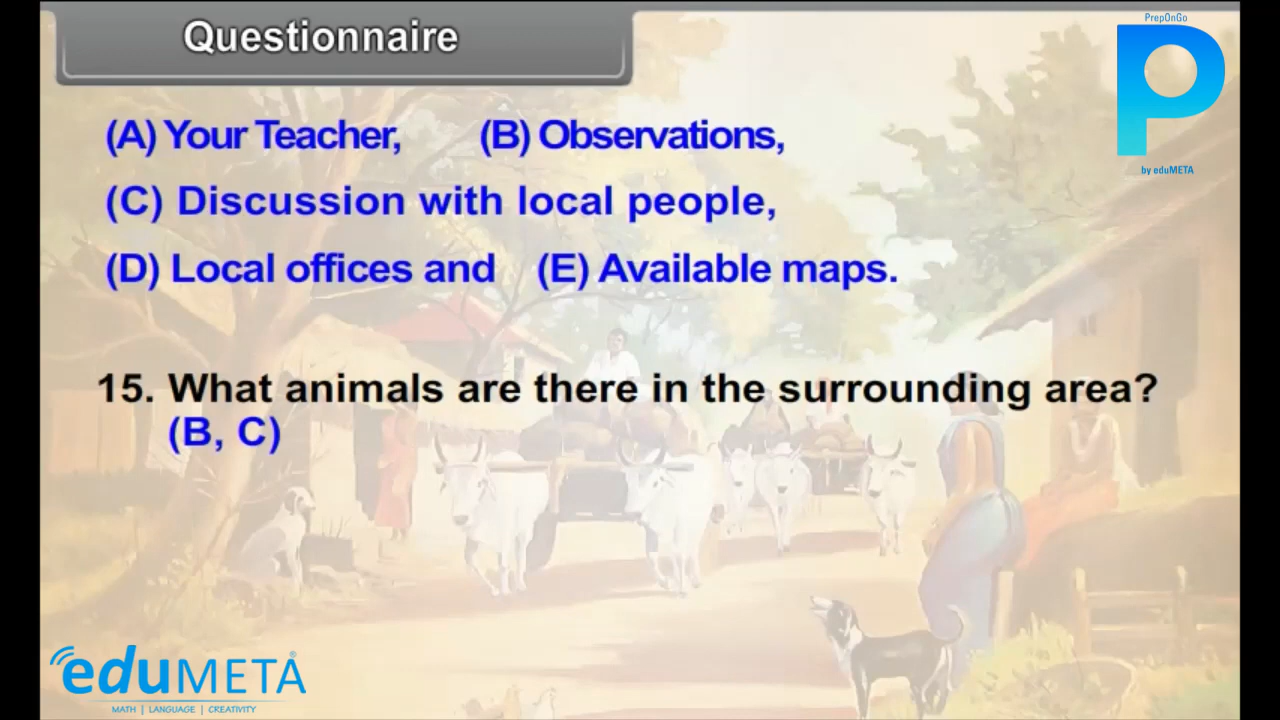 Questionnaire
PrepOnGo
P
by eduMETA
(A) Your Teacher, (B) Observations,
(C) Discussion with local people,
(D) Local offices and (E) Available maps.
15. What animals are there in the surrounding area?
(B, C)
eduMETA®
MATH | LANGUAGE | CREATIVITY